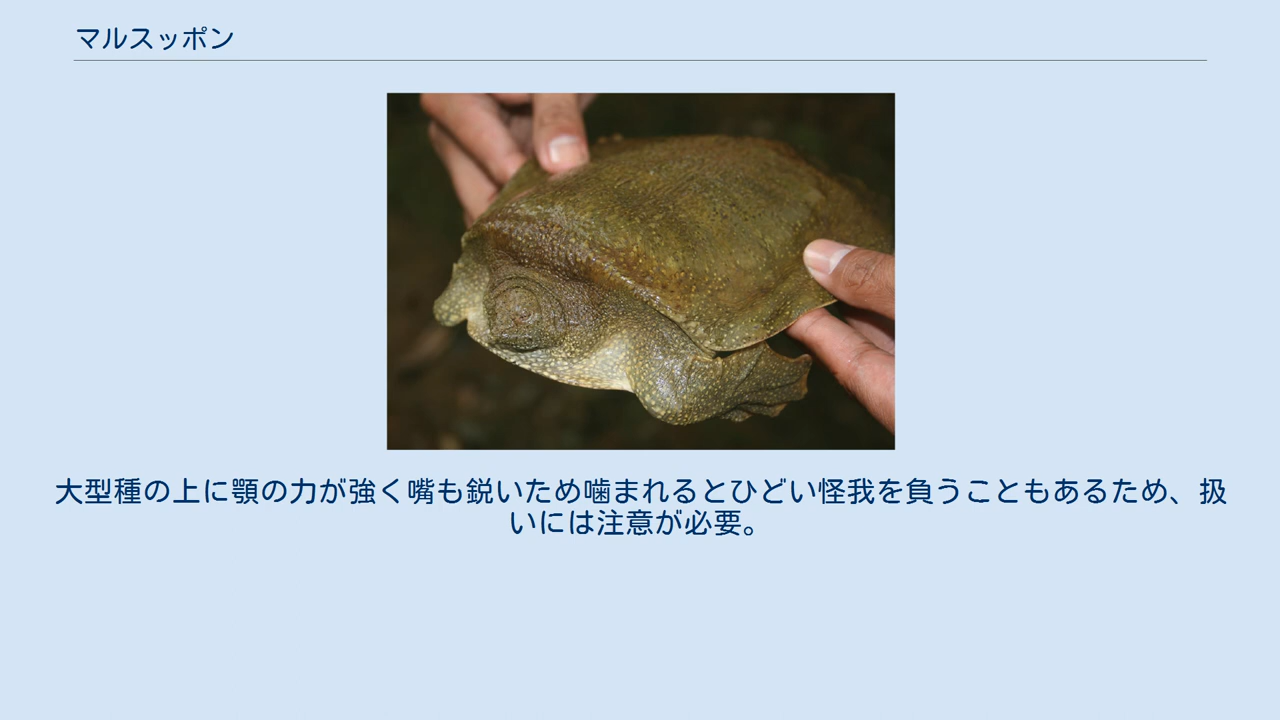 マルスッポン
大型種の上に顎の力が強く嘴も鋭いため噛まれるとひどい怪我を負うこともあるため、扱
いには注意が必要。